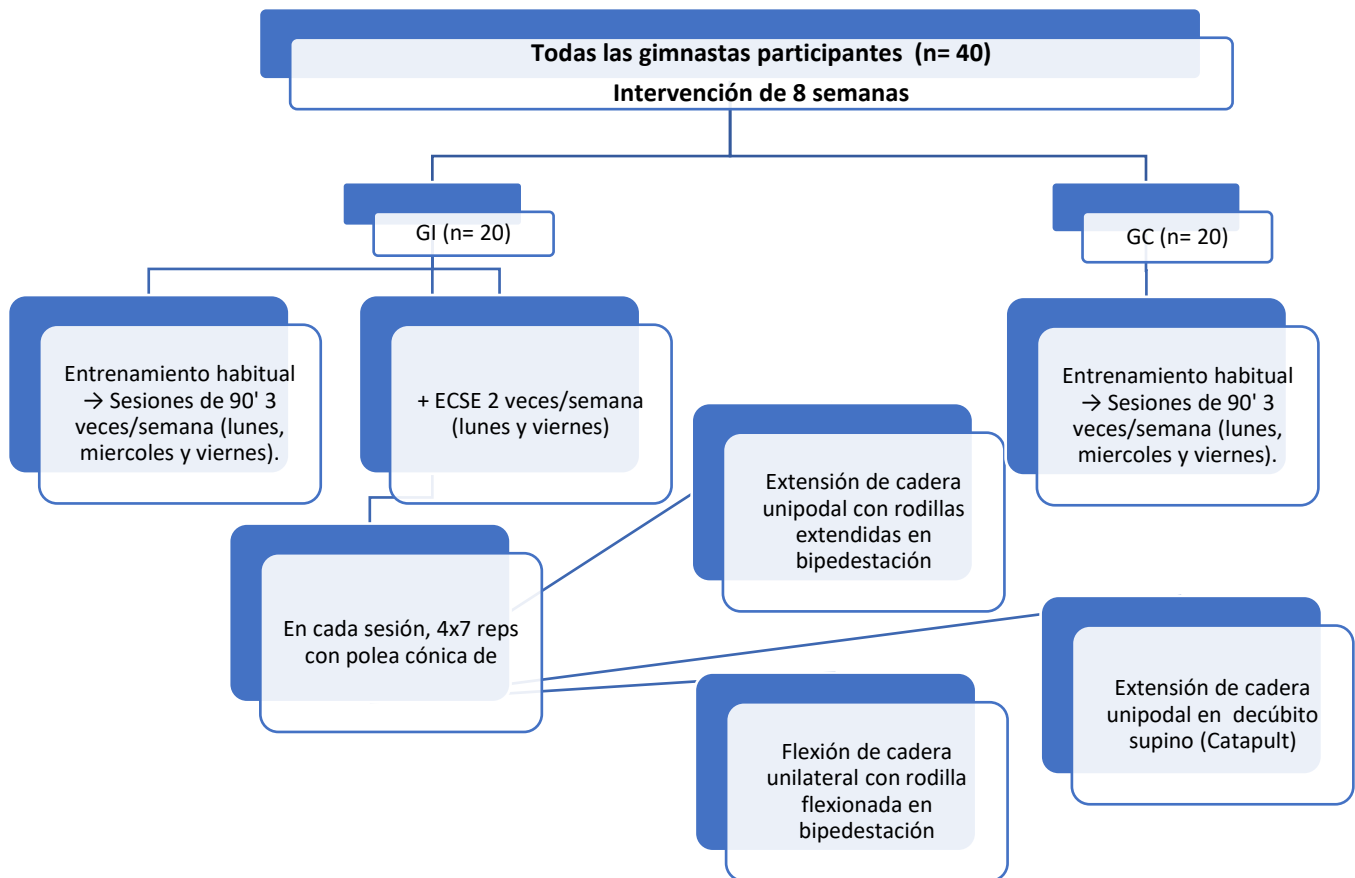 Todas las gimnastas participantes (n= 40)
Intervención de 8 semanas
GI (n= 20)
GC (n= 20)
Entrenamiento habitual
→ Sesiones de 90' 3
veces/semana (lunes,
miercoles y viernes).
+ ECSE 2 veces/semana
(lunes y viernes)
Entrenamiento habitual
→ Sesiones de 90' 3
veces/semana (lunes,
miercoles y viernes).
En cada sesión, 4x7 reps
con polea cónica de
Extensión de cadera
unipodal con rodillas
extendidas en
bipedestación
Flexión de cadera
unilateral con rodilla
flexionada en
bipedestación
Extensión de cadera
unipodal en decúbito
supino (Catapult)